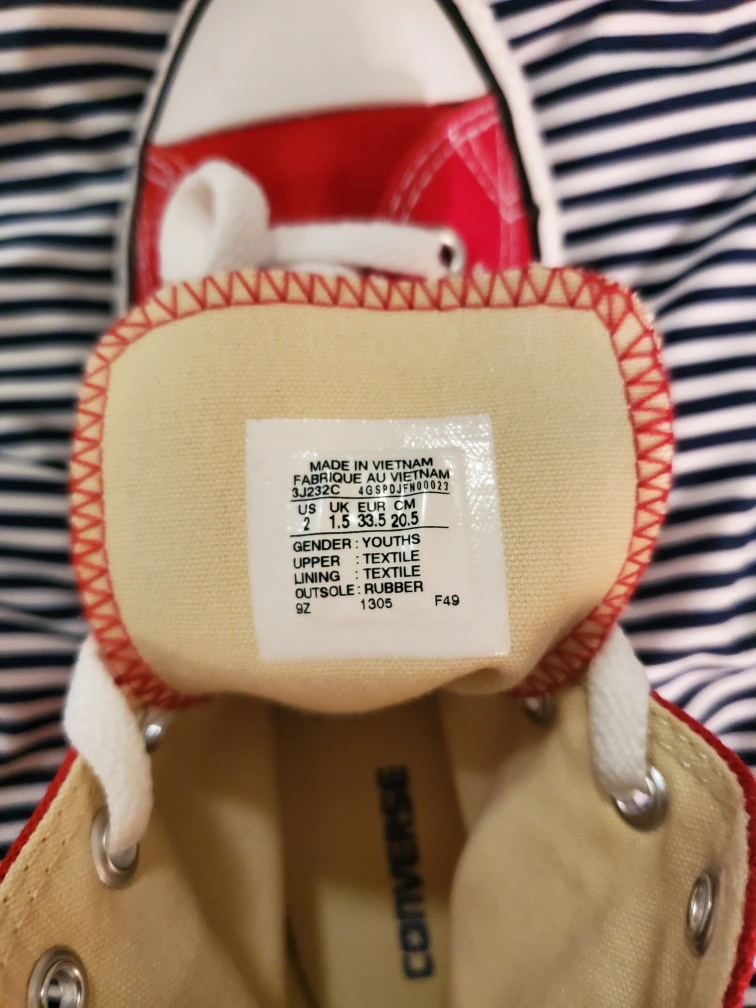 MADE IN VIETNAM
FABRIQUE AU VIETNAM
3J232C 4GSPDJFN00023
US UK EUR CM
2 1.5 33.5 20.5
GENDER : YOUTHS
UPPER : TEXTILE
LINING : TEXTILE
OUTSOLE : RUBBER
9Z 1305 F49
CONVERSE